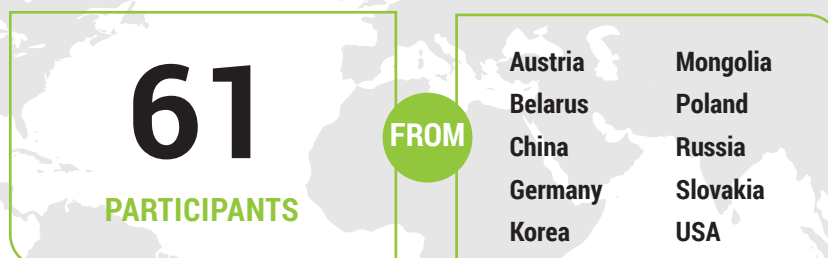 61
PARTICIPANTS
FROM
Austria
Belarus
China
Germany
Korea
Mongolia
Poland
Russia
Slovakia
USA